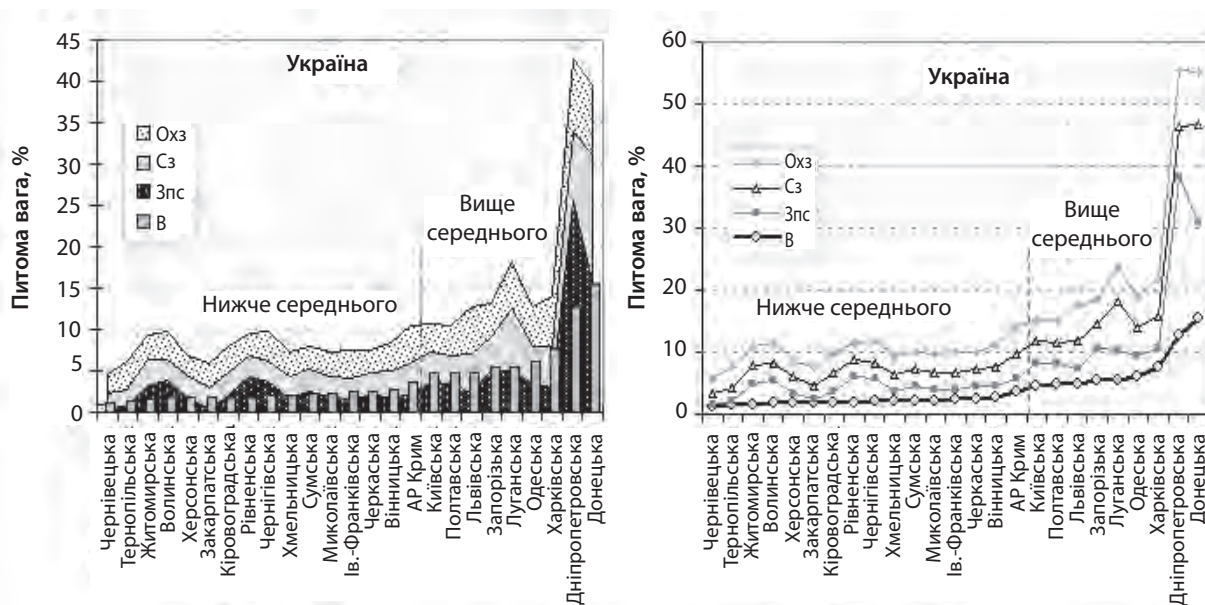 Питома вага, %
45
40
35
30
25
20
15
10
5
0
Україна
Охз
Сз
Зпс
В
Вище
середнього
Нижче середнього
Чернівецька
Тернопільська
Житомирська
Волинська
Херсонська
Закарпатська
Кіровоградська
Рівненська
Чернігівська
Хмельницька
Сумська
Миколаївська
Ів.-Франківська
Черкаська
Вінницька
АР Крим
Київська
Полтавська
Львівська
Запорізька
Луганська
Одеська
Харківська
Дніпропетровська
Донецька
Питома вага, %
60
50
40
30
20
10
0
Україна
Охз
Сз
Зпс
В
Вище
середнього
Нижче середнього
Чернівецька
Тернопільська
Житомирська
Волинська
Херсонська
Закарпатська
Кіровоградська
Рівненська
Чернігівська
Хмельницька
Сумська
Миколаївська
Ів.-Франківська
Черкаська
Вінницька
АР Крим
Київська
Полтавська
Львівська
Запорізька
Луганська
Одеська
Харківська
Дніпропетровська
Донецька